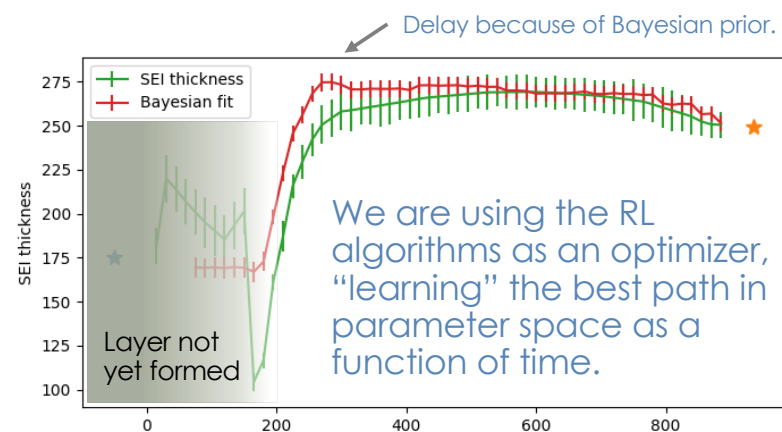 Delay because of Bayesian prior.
SEI thickness
Bayesian fit
275
250
225
200
175
150
125
100
SEI thickness
We are using the RL
algorithms as an optimizer,
“learning” the best path in
parameter space as a
function of time.
Layer not
yet formed
0
200
400
600
800